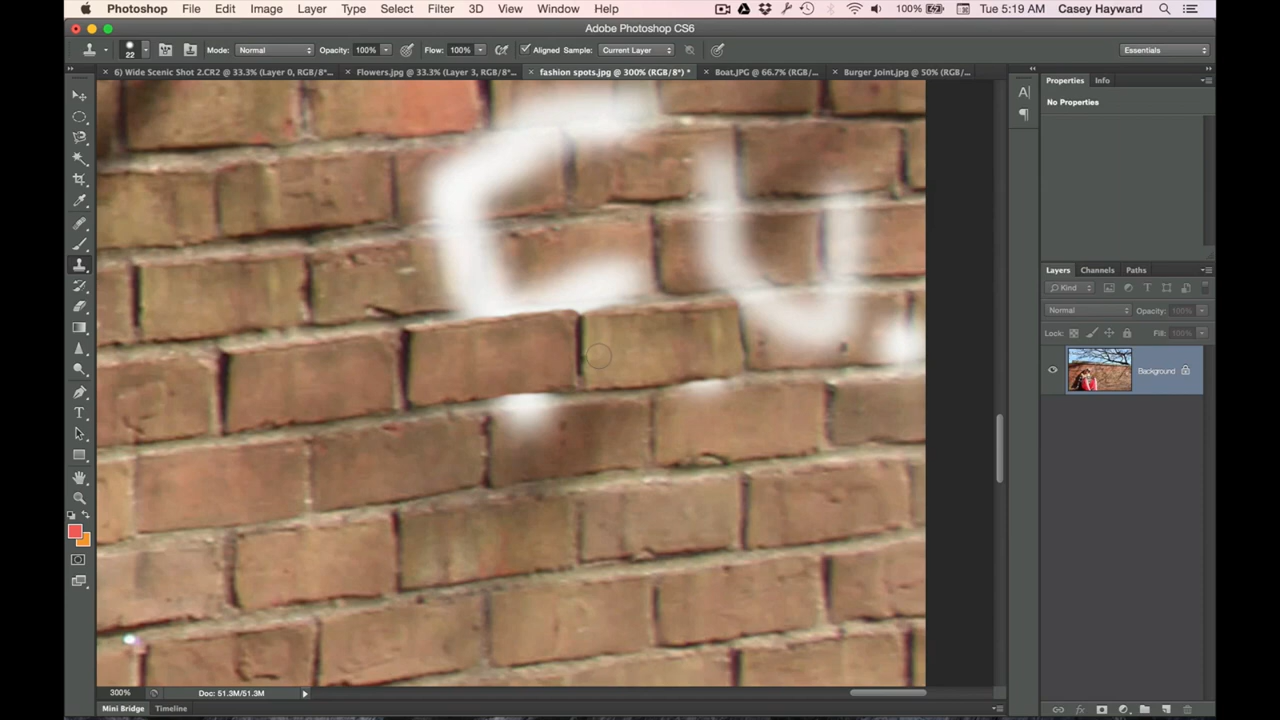 Photoshop File Edit Image Layer Type Select Filter 3D View Window Help 100% Tue 5:19 AM Casey Hayward
Adobe Photoshop CS6
22 Mode: Normal Opacity: 100% Flow: 100% Aligned Sample: Current Layer Essentials
× 6) Wide Scenic Shot 2.CR2 @ 33.3% (Layer 0, RGB/8*... × Flowers.jpg @ 33.3% (Layer 3, RGB/8*... × fashion spots.jpg @ 300% (RGB/8*) * × Boat.JPG @ 66.7% (RGB/8*... × Burger Joint.jpg @ 50% (RGB/8*...
Properties Info
No Properties
Layers Channels Paths
Kind
Normal Opacity: 100%
Lock: Fill: 100%
Background
300% Doc: 51.3M/51.3M
Mini Bridge Timeline